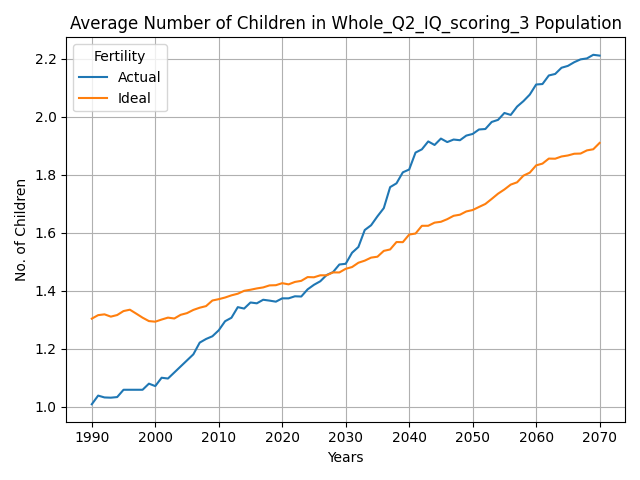 Average Number of Children in Whole_Q2_IQ_scoring_3 Population
Fertility
Actual
Ideal
No. of Children
2.2
2.0
1.8
1.6
1.4
1.2
1.0
1990 2000 2010 2020 2030 2040 2050 2060 2070
Years